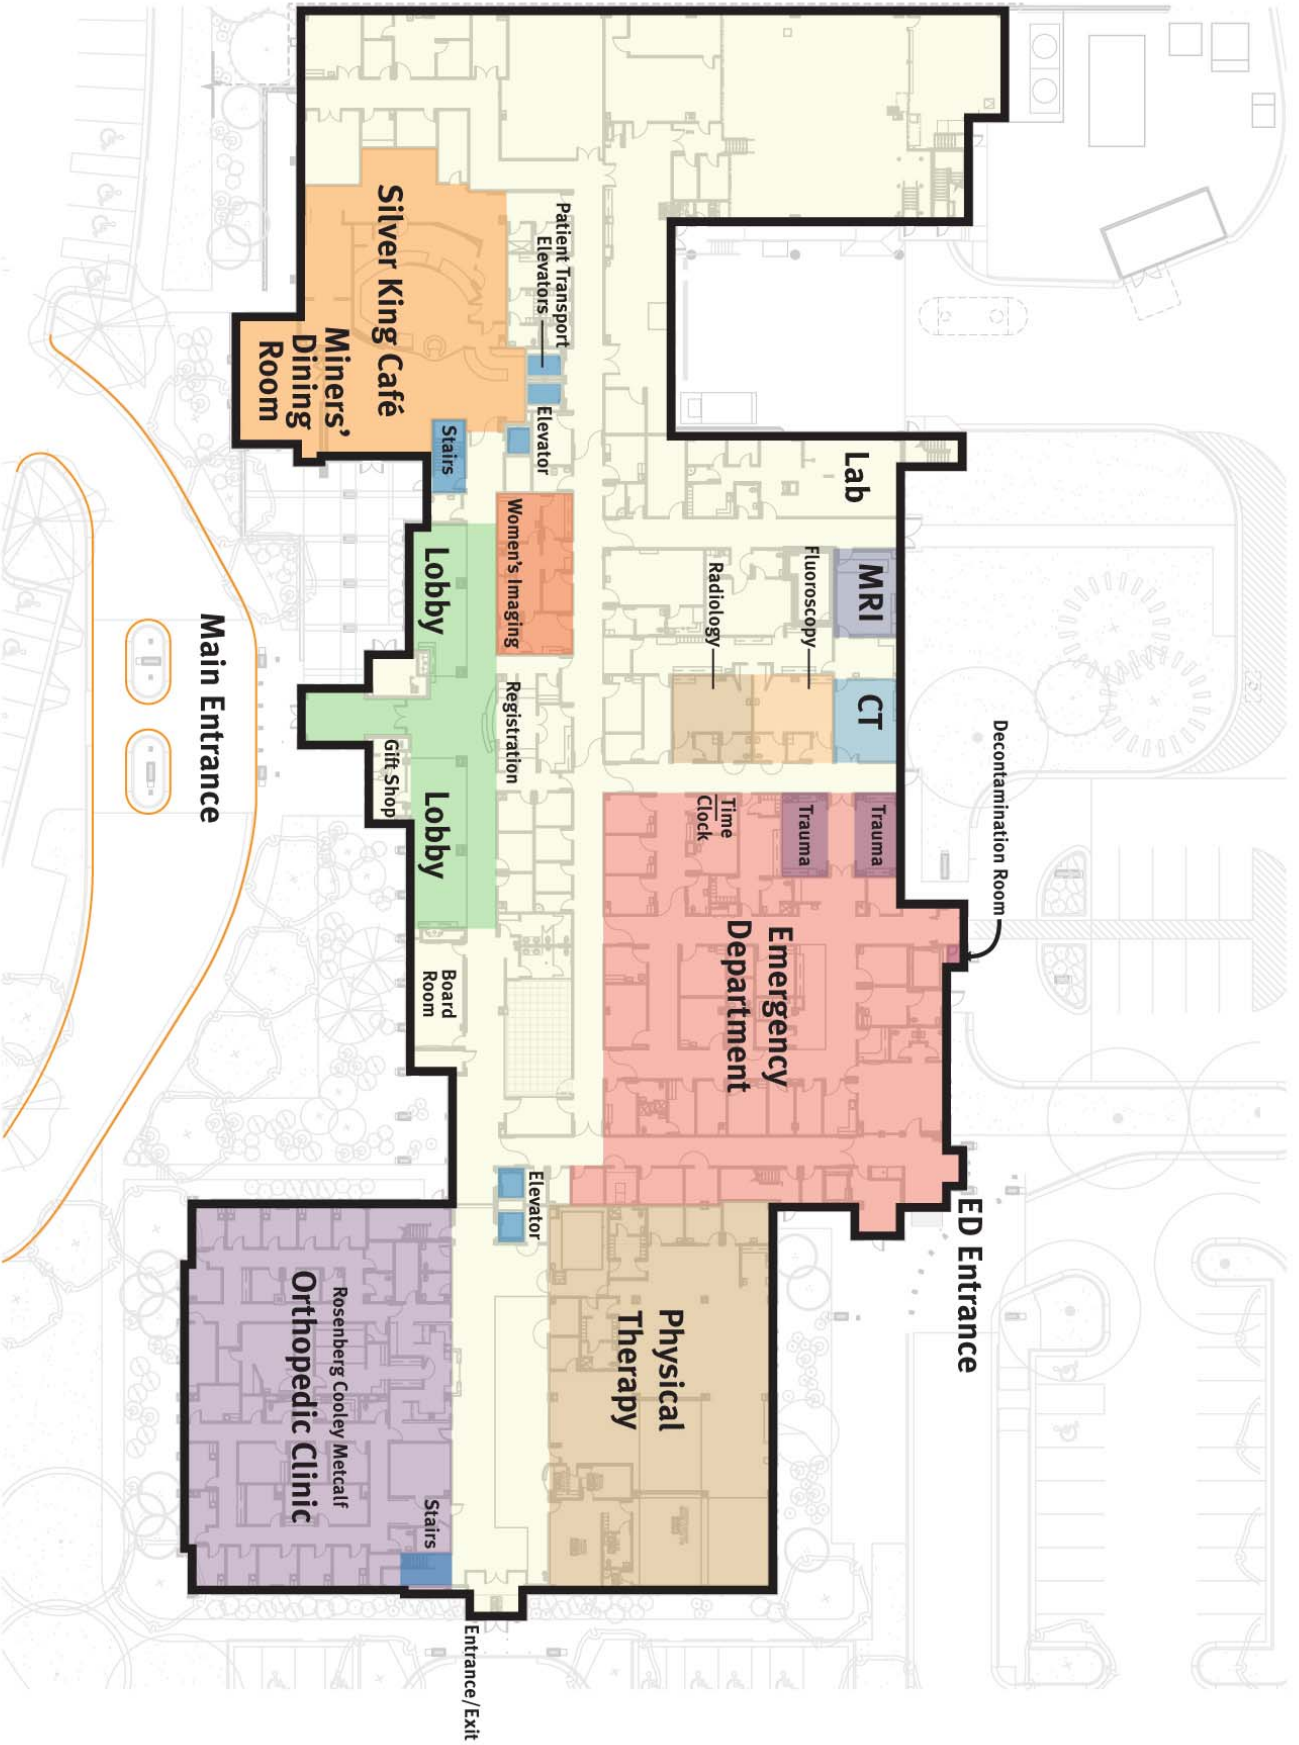 Silver King Café
Miners’
Dining
Room
Patient Transport
Elevators
Elevator
Stairs
Women's Imaging
Lobby
Registration
Gift Shop
Lobby
Main Entrance
Board
Room
Lab
MRI
Fluoroscopy
Radiology
CT
Decontamination Room
Trauma
Trauma
Time
Clock
Emergency
Department
ED Entrance
Elevator
Physical
Therapy
Rosenberg Cooley Metcalf
Orthopedic Clinic
Stairs
Entrance/Exit